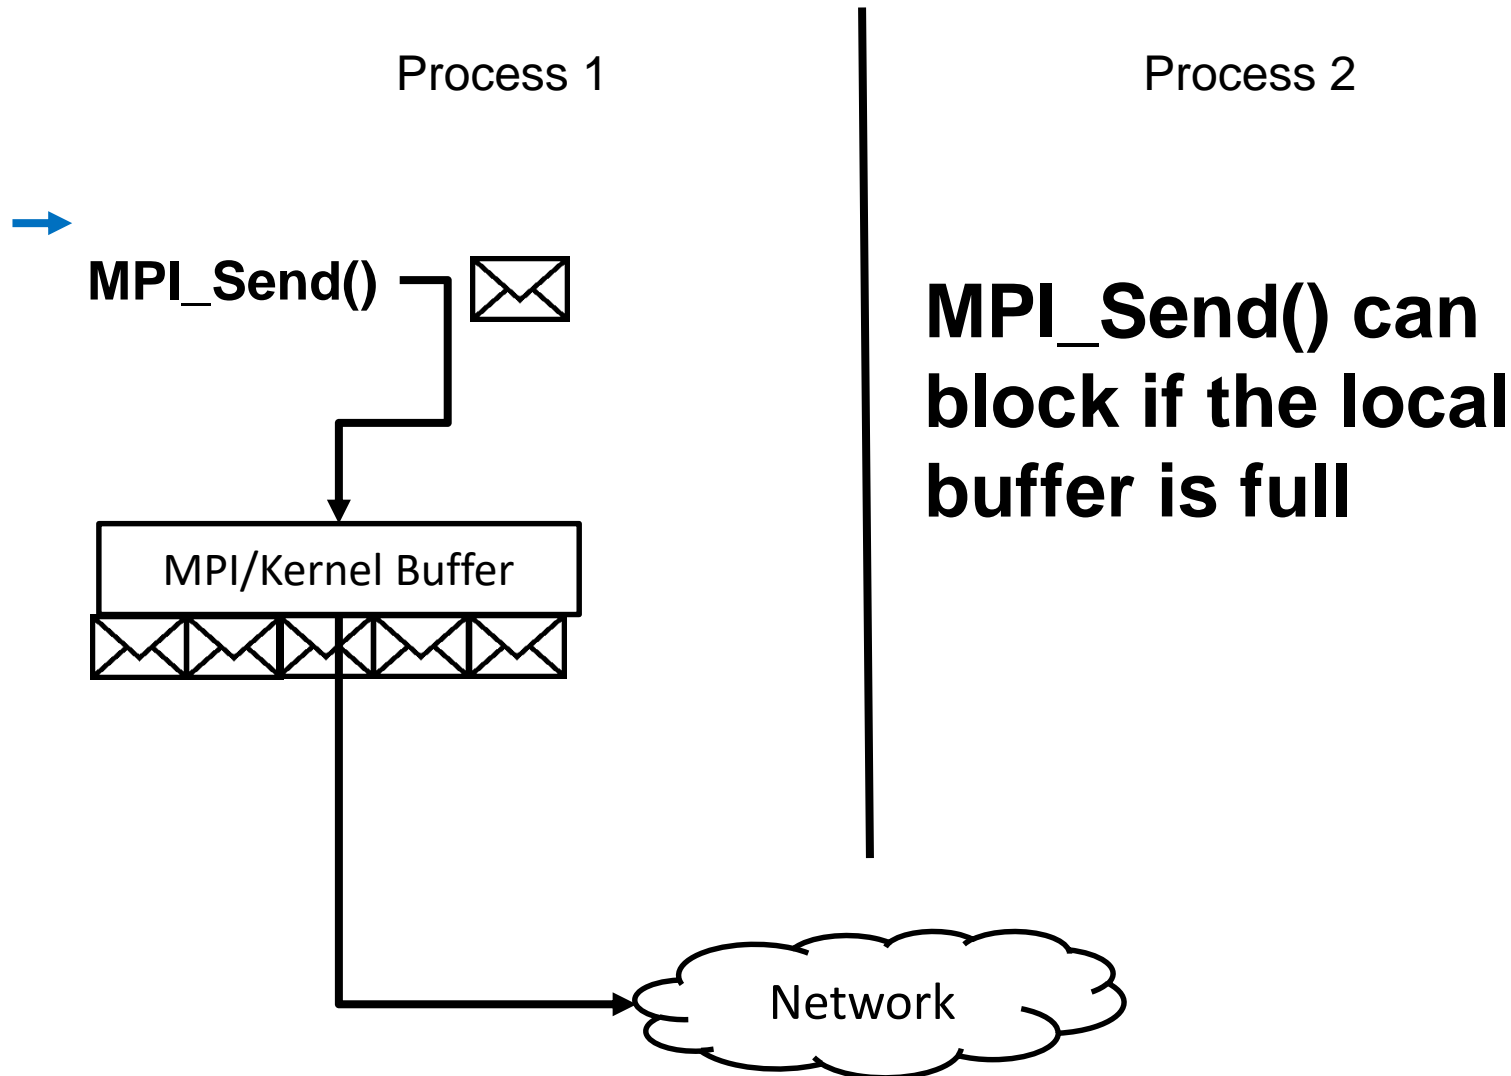 Process 1
Process 2
MPI_Send()
MPI_Send() can
block if the local
buffer is full
MPI/Kernel Buffer
Network